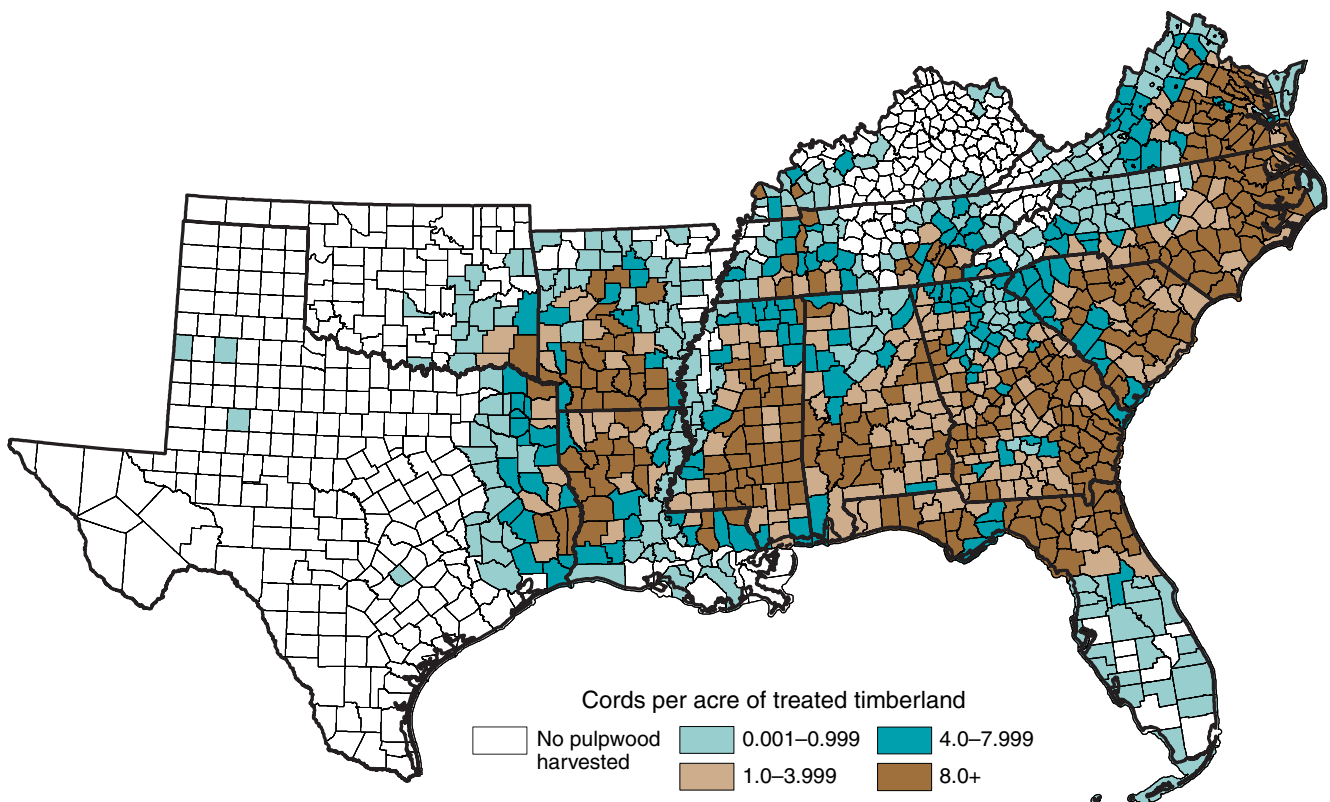 Cords per acre of treated timberland
No pulpwood
harvested
0.001–0.999
4.0–7.999
1.0–3.999
8.0+